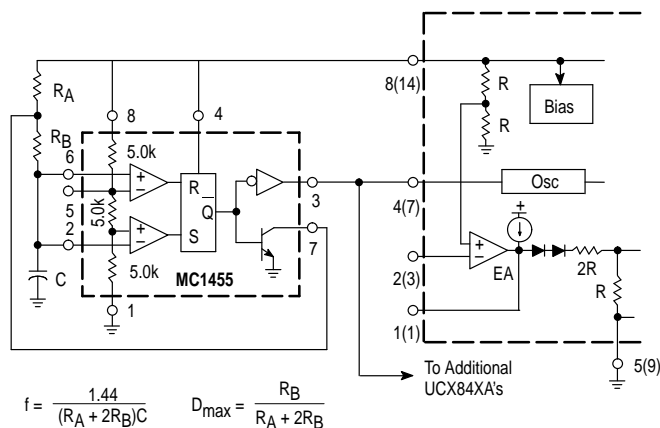 R_A
R_B
8
4
6
5
2
5.0k
5.0k
5.0k
+
–
+
–
R
Q̅
S
3
7
MC1455
C
1
8(14)
R
R
Bias
4(7)
Osc
+
2(3)
+
–
EA
2R
R
1(1)
5(9)
To Additional
UCX84XA's
f = 1.44 / (R_A + 2R_B)C
D_max = R_B / R_A + 2R_B